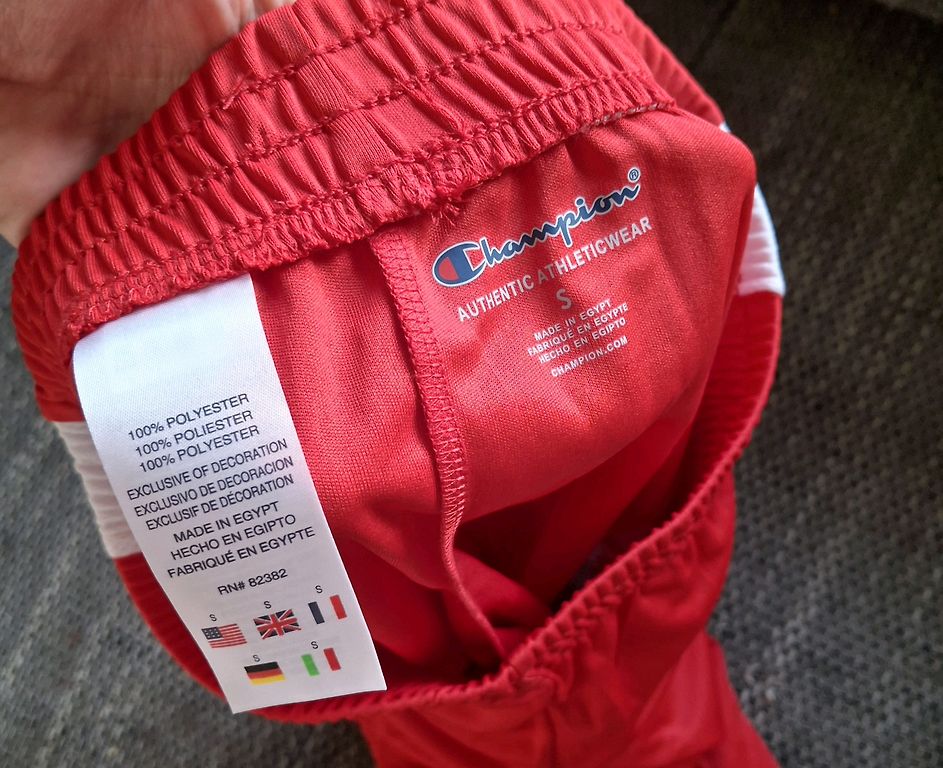 Champion®
AUTHENTIC ATHLETICWEAR
S
MADE IN EGYPT
FABRIQUÉ EN EGYPTE
HECHO EN EGIPTO
CHAMPION.COM
100% POLYESTER
100% POLIESTER
100% POLYESTER
EXCLUSIVE OF DECORATION
EXCLUSIVO DE DECORACION
EXCLUSIF DE DÉCORATION
MADE IN EGYPT
HECHO EN EGIPTO
FABRIQUÉ EN EGYPTE
RN# 82382
S S S
S